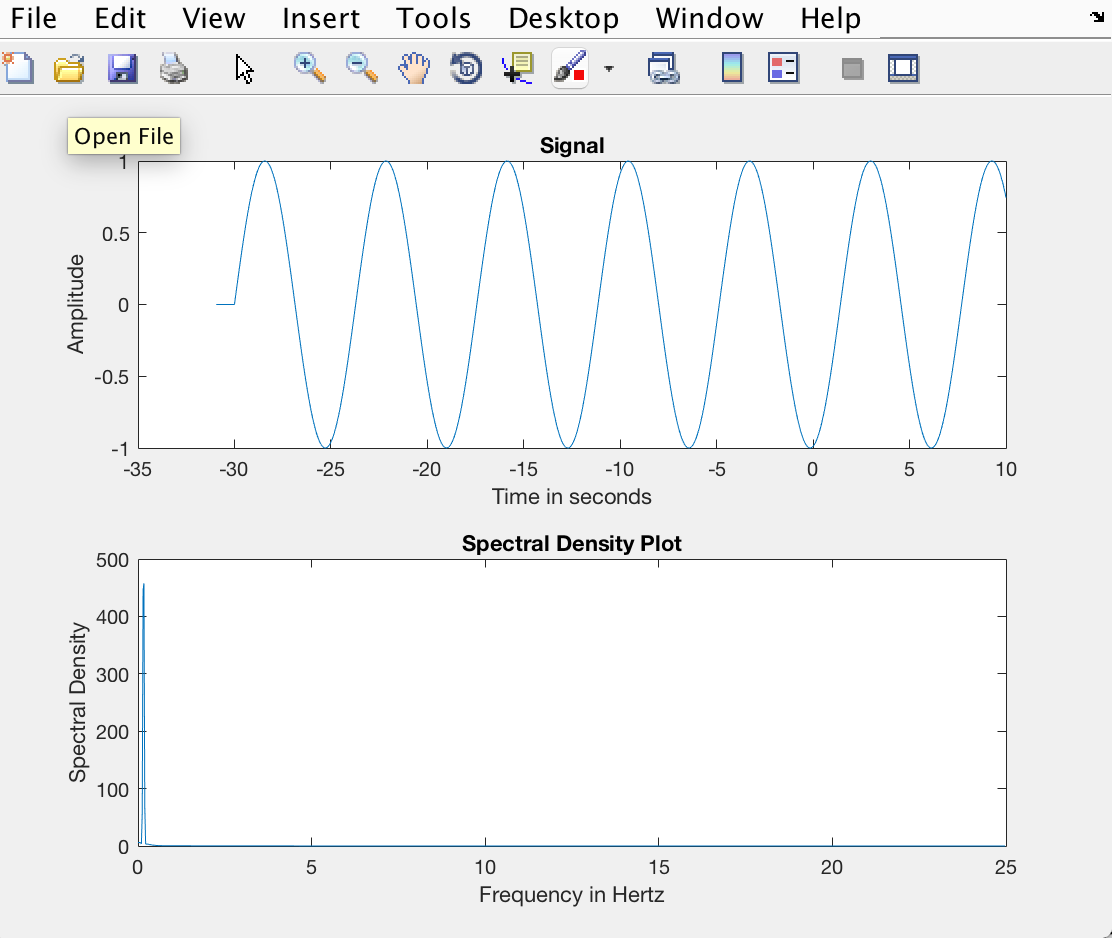 File Edit View Insert Tools Desktop Window Help
Open File
Signal
1
0.5
0
-0.5
-1
Amplitude
-35 -30 -25 -20 -15 -10 -5 0 5 10
Time in seconds
Spectral Density Plot
500
400
300
200
100
0
Spectral Density
0 5 10 15 20 25
Frequency in Hertz